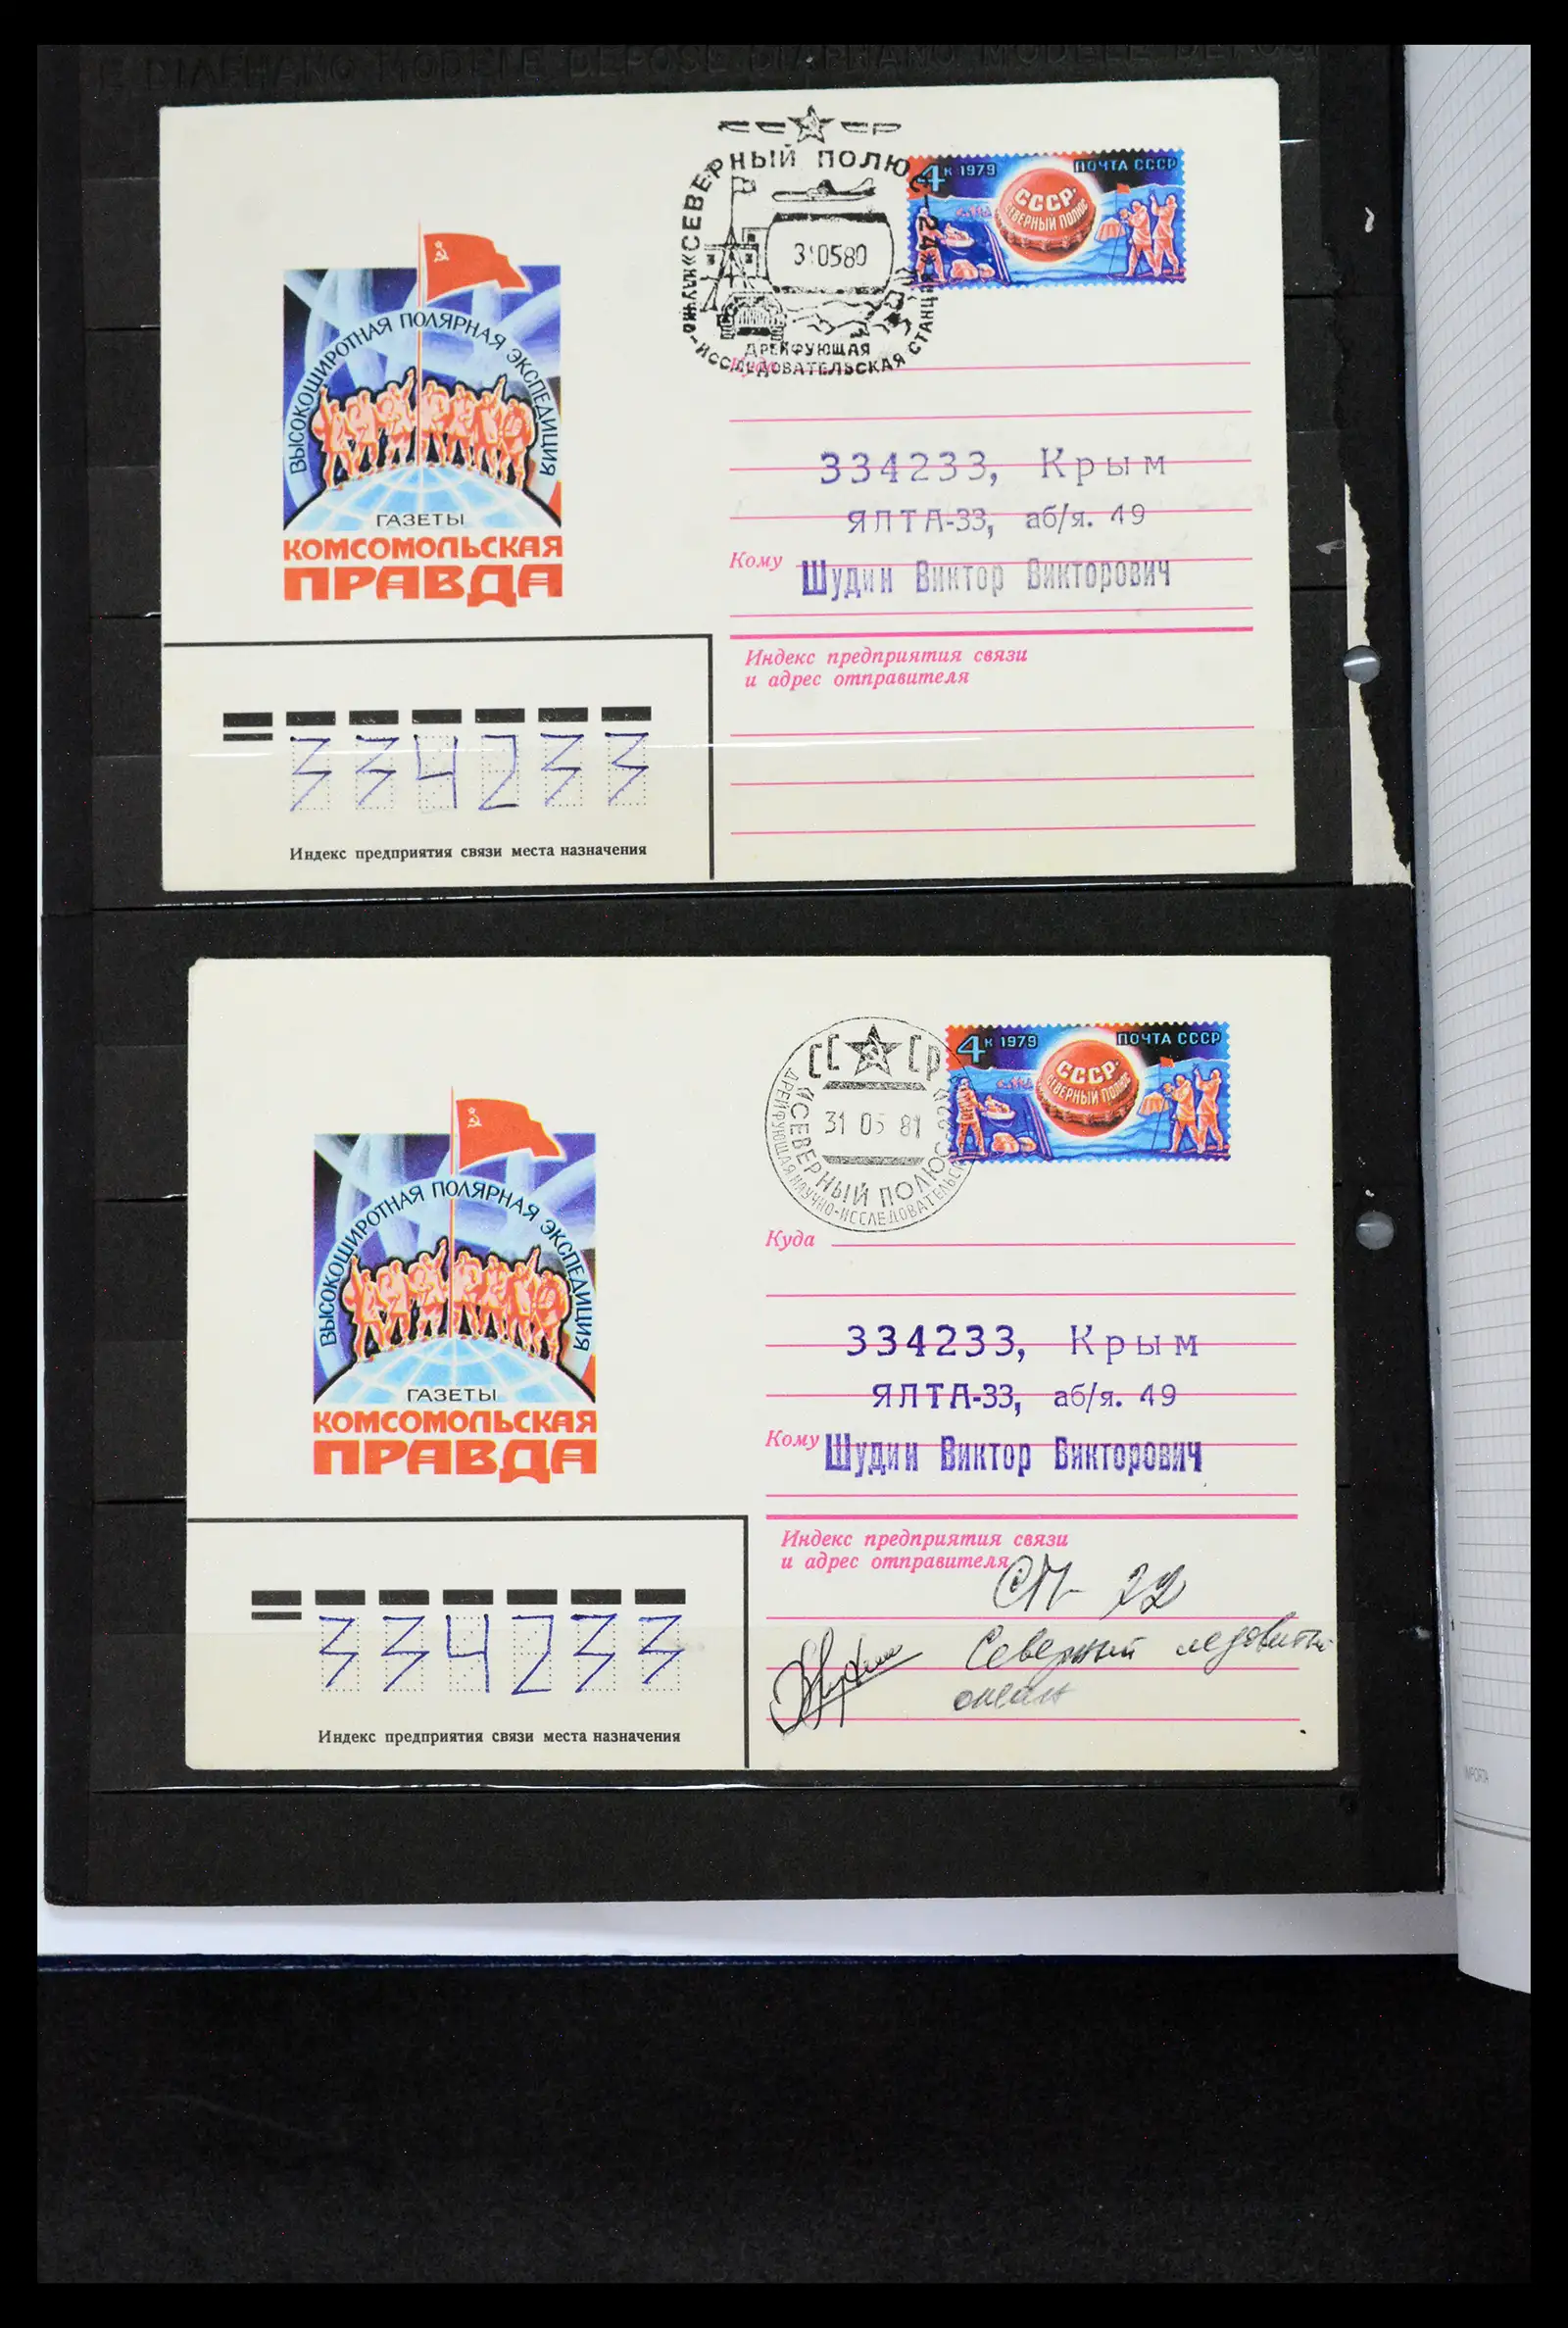 E DIAPHANO MODELE DEPOSE DIAPHANO MODELE DEPOSE
СССР
«СЕВЕРНЫЙ ПОЛЮС-24»
31 05 80
ДРЕЙФУЮЩАЯ
НАУЧНО-ИССЛЕДОВАТЕЛЬСКАЯ СТАНЦИЯ
4К 1979 ПОЧТА СССР
СССР·
СЕВЕРНЫЙ ПОЛЮС
ВЫСОКОШИРОТНАЯ ПОЛЯРНАЯ ЭКСПЕДИЦИЯ
ГАЗЕТЫ
КОМСОМОЛЬСКАЯ
ПРАВДА
Куда
334233, Крым
ЯЛТА-33, аб/я. 49
Кому Шудин Виктор Викторович
Индекс предприятия связи
и адрес отправителя
334233
Индекс предприятия связи места назначения
СССР
31 05 81
«СЕВЕРНЫЙ ПОЛЮС-22»
ДРЕЙФУЮЩАЯ НАУЧНО-ИССЛЕДОВАТЕЛЬСКАЯ
4К 1979 ПОЧТА СССР
СССР·
СЕВЕРНЫЙ ПОЛЮС
ВЫСОКОШИРОТНАЯ ПОЛЯРНАЯ ЭКСПЕДИЦИЯ
ГАЗЕТЫ
КОМСОМОЛЬСКАЯ
ПРАВДА
Куда
334233, Крым
ЯЛТА-33, аб/я. 49
Кому Шудин Виктор Викторович
Индекс предприятия связи
и адрес отправителя
СП-22
Северный ледовитый
океан
334233
Индекс предприятия связи места назначения